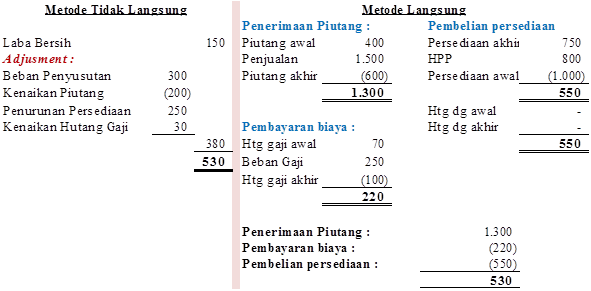 Metode Tidak Langsung
Laba Bersih 150
Adjusment :
Beban Penyusutan 300
Kenaikan Piutang (200)
Penurunan Persediaan 250
Kenaikan Hutang Gaji 30
380
530
Metode Langsung
Penerimaan Piutang :
Piutang awal 400
Penjualan 1.500
Piutang akhir (600)
1.300
Pembayaran biaya :
Htg gaji awal 70
Beban Gaji 250
Htg gaji akhir (100)
220
Pembelian persediaan
Persediaan akhir 750
HPP 800
Persediaan awal (1.000)
550
Htg dg awal -
Htg dg akhir -
550
Penerimaan Piutang : 1.300
Pembayaran biaya : (220)
Pembelian persediaan : (550)
530